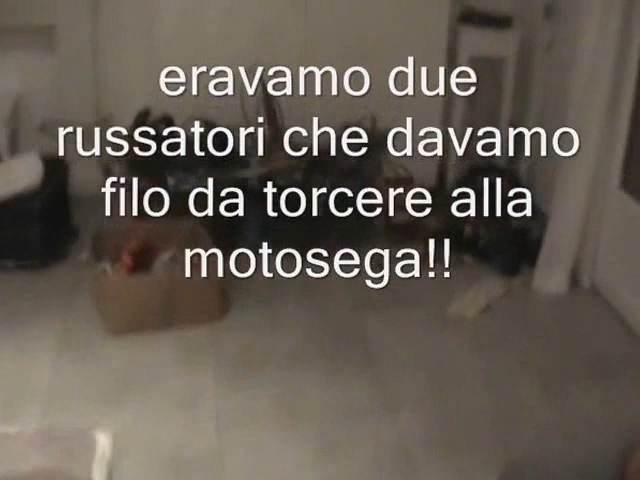 eravamo due
russatori che davamo
filo da torcere alla
motosega!!